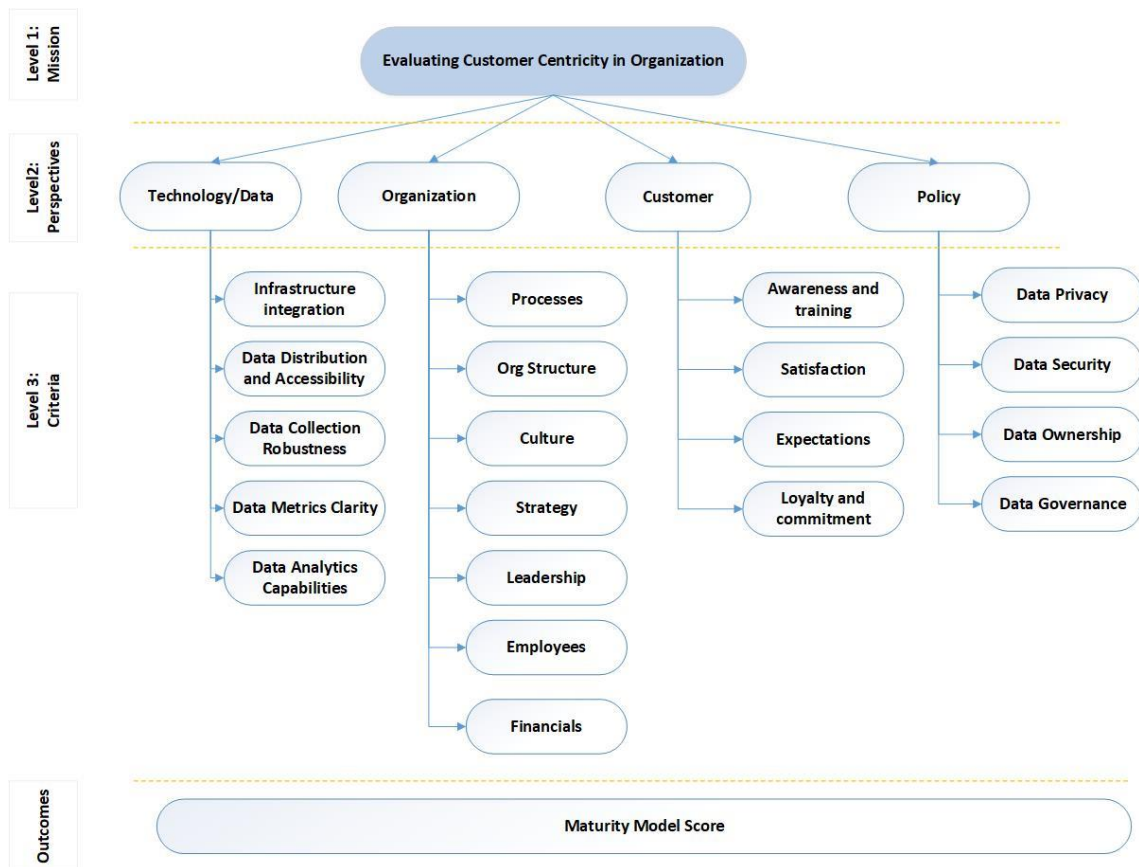 Level 1:
Mission
Evaluating Customer Centricity in Organization
Level2:
Perspectives
Technology/Data
Organization
Customer
Policy
Level 3:
Criteria
Infrastructure
integration
Data Distribution
and Accessibility
Data Collection
Robustness
Data Metrics Clarity
Data Analytics
Capabilities
Processes
Org Structure
Culture
Strategy
Leadership
Employees
Financials
Awareness and
training
Satisfaction
Expectations
Loyalty and
commitment
Data Privacy
Data Security
Data Ownership
Data Governance
Outcomes
Maturity Model Score